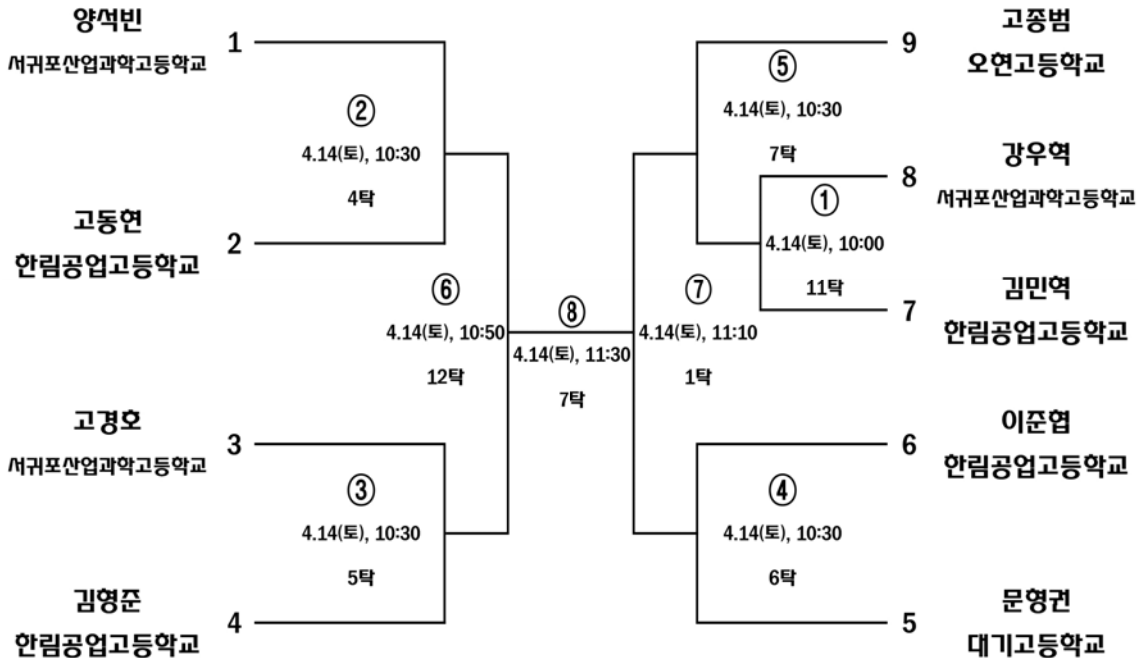 양석빈
서귀포산업과학고등학교
1
②
4.14(토), 10:30
4탁
고동현
한림공업고등학교
2
고경호
서귀포산업과학고등학교
3
③
4.14(토), 10:30
5탁
김형준
한림공업고등학교
4
⑥
4.14(토), 10:50
12탁
⑧
4.14(토), 11:30
7탁
⑦
4.14(토), 11:10
1탁
고종범
오현고등학교
9
⑤
4.14(토), 10:30
7탁
강우혁
서귀포산업과학고등학교
8
①
4.14(토), 10:00
11탁
김민혁
한림공업고등학교
7
이준협
한림공업고등학교
6
④
4.14(토), 10:30
6탁
문형권
대기고등학교
5